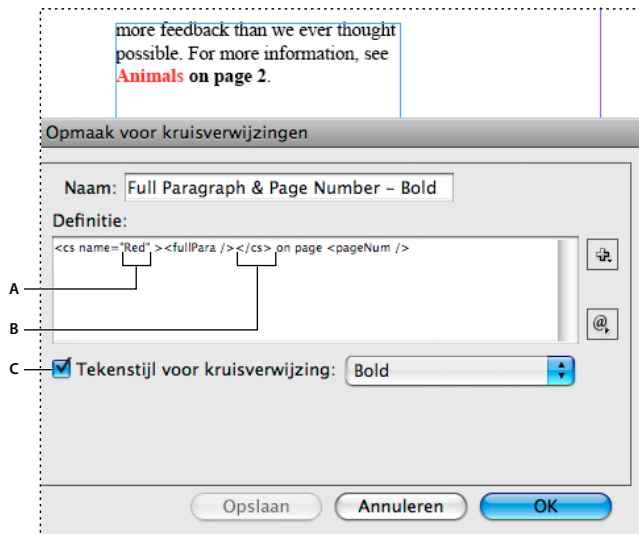 more feedback than we ever thought
possible. For more information, see
Animals on page 2.
Opmaak voor kruisverwijzingen
Naam: Full Paragraph & Page Number – Bold
Definitie:
<cs name="Red" ><fullPara /></cs> on page <pageNum />
A
B
@
C
Tekenstijl voor kruisverwijzing: Bold
Opslaan Annuleren OK